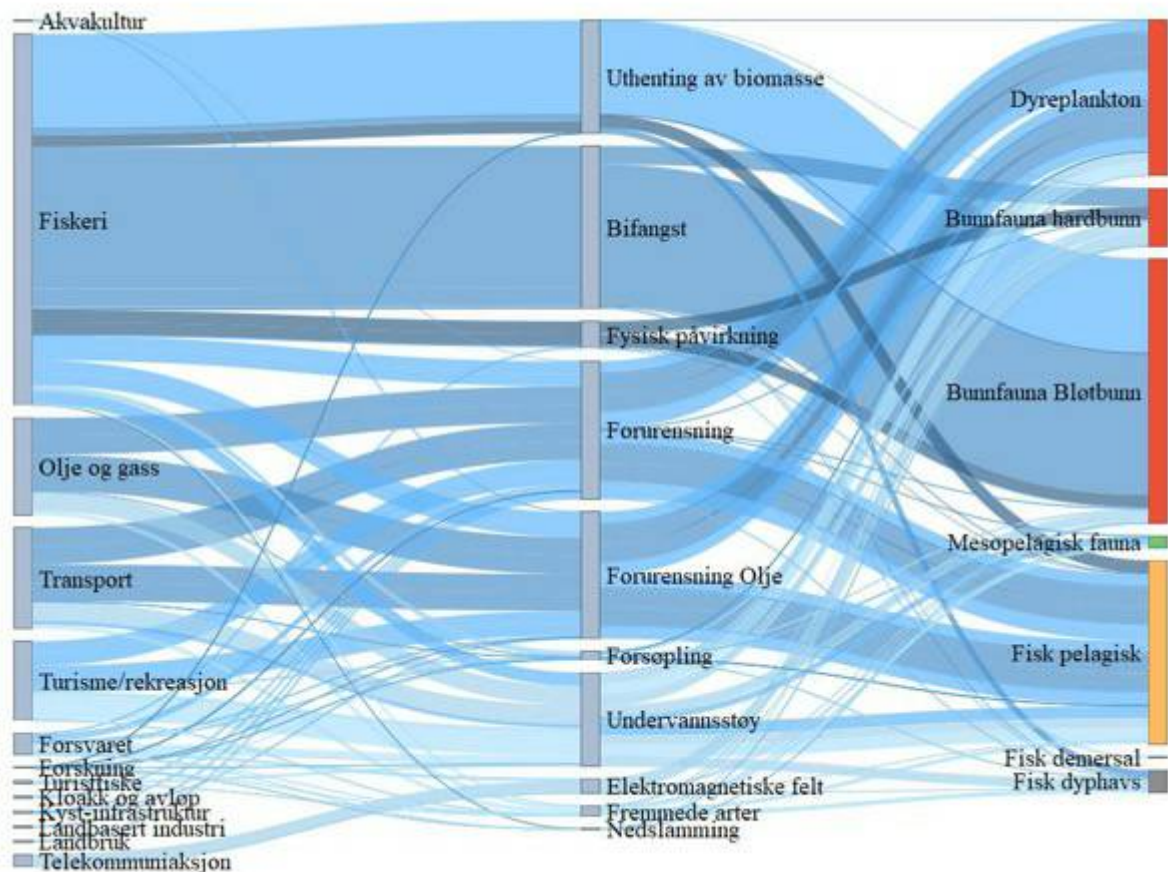 Akvakultur
Fiskeri
Olje og gass
Transport
Turisme/rekreasjon
Forsvaret
Forskning
Turistfiske
Kloakk og avløp
Kyst-infrastruktur
Landbasert industri
Landbruk
Telekommuniaksjon
Uthenting av biomasse
Bifangst
Fysisk påvirkning
Forurensning
Forurensning Olje
Forsøpling
Undervannsstøy
Elektromagnetiske felt
Fremmede arter
Nedslamming
Dyreplankton
Bunnfauna hardbunn
Bunnfauna Bløtbunn
Mesopelagisk fauna
Fisk pelagisk
Fisk demersal
Fisk dyphavs